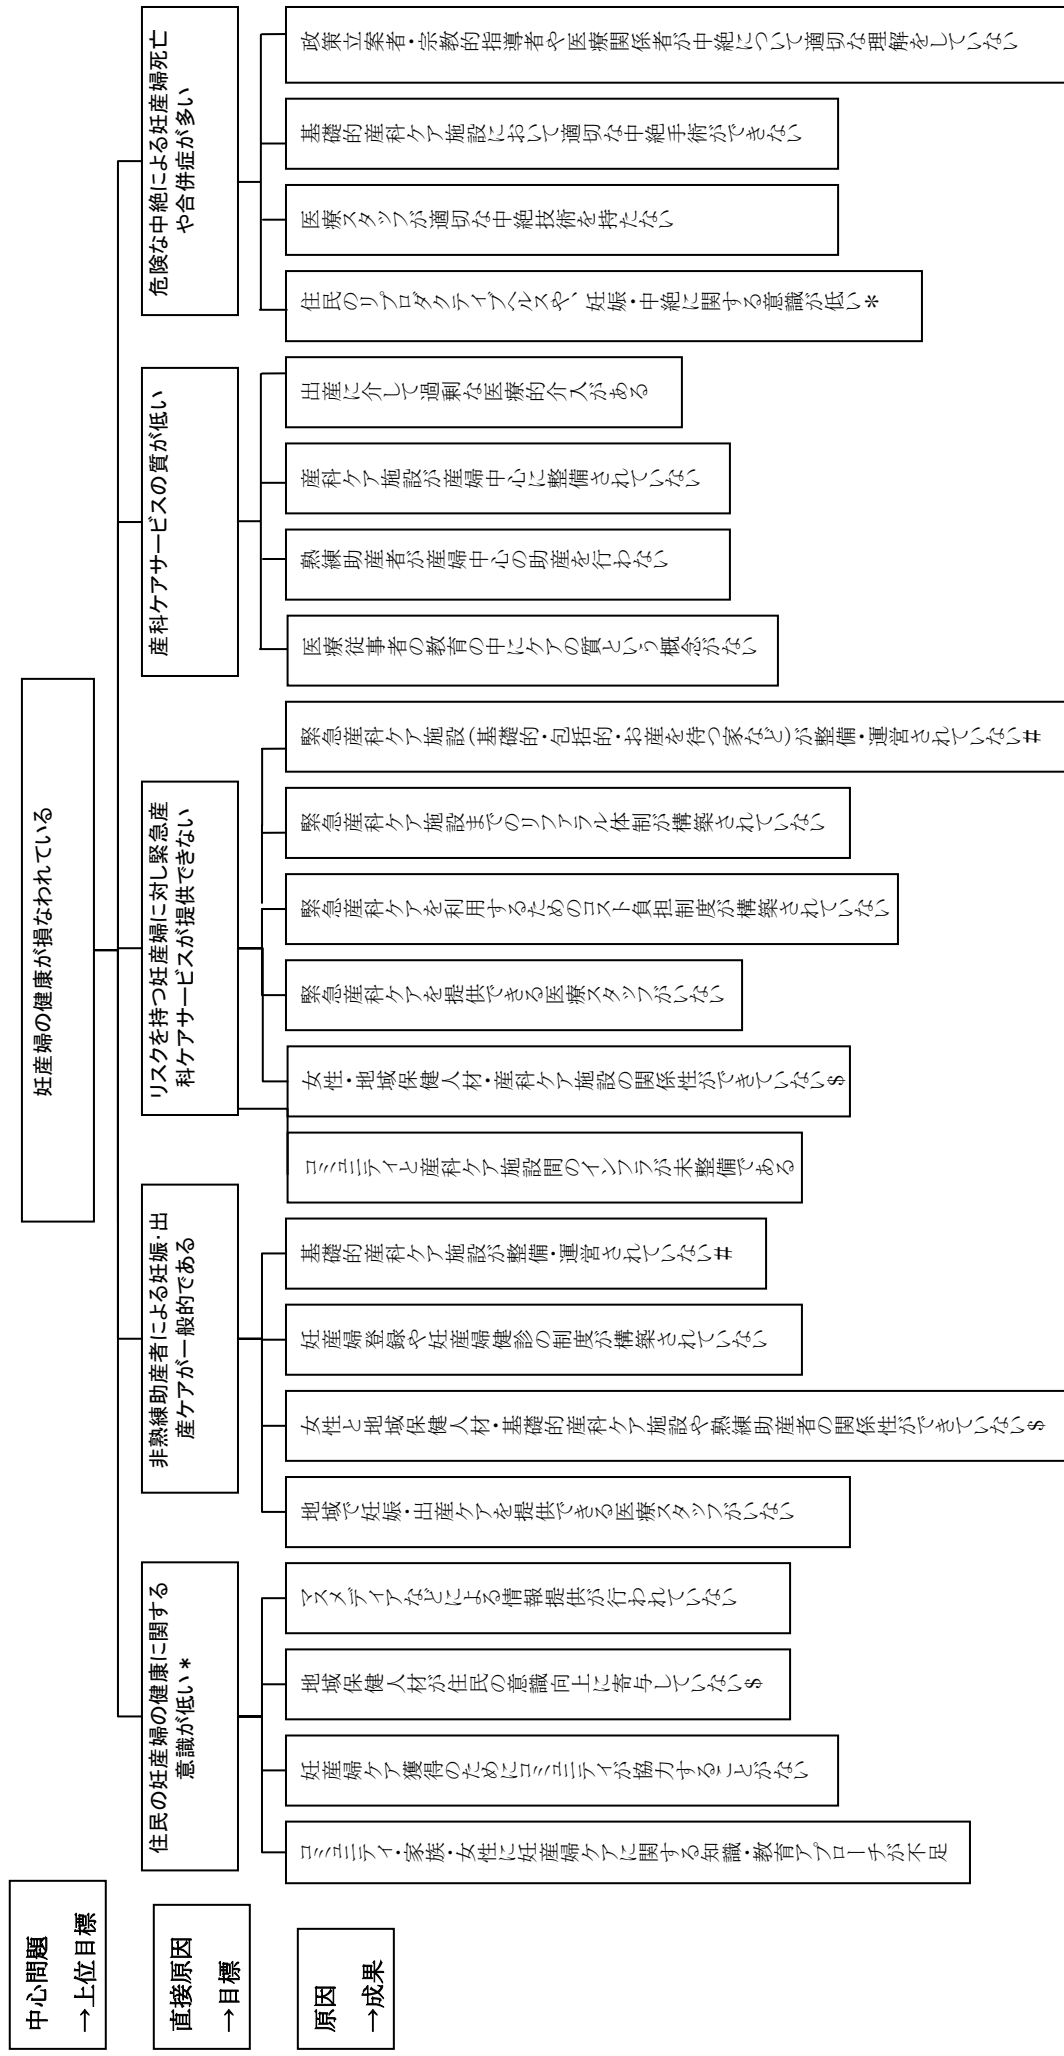 中心問題
→上位目標
妊産婦の健康が損なわれている
直接原因
→目標
住民の妊産婦の健康に関する
意識が低い*
非熟練助産者による妊娠・出
産ケアが一般的である
リスクを持つ妊産婦に対し緊急産
科ケアサービスが提供できない
産科ケアサービスの質が低い
危険な中絶による妊産婦死亡
や合併症が多い
原因
→成果
コミュニティ・家族・女性に妊産婦ケアに関する知識・教育アプローチが不足
妊産婦ケア獲得のためにコミュニティが協力することがない
地域保健人材が住民の意識向上に寄与していない$
マスメディアなどによる情報提供が行われていない
地域で妊娠・出産ケアを提供できる医療スタッフがいない
女性と地域保健人材・基礎的産科ケア施設や熟練助産者の関係性ができていない$
妊産婦登録や妊産婦健診の制度が構築されていない
基礎的産科ケア施設が整備・運営されていない#
コミュニティと産科ケア施設間のインフラが未整備である
女性・地域保健人材・産科ケア施設の関係性ができていない$
緊急産科ケアを提供できる医療スタッフがいない
緊急産科ケアを利用するためのコスト負担制度が構築されていない
緊急産科ケア施設までのリファラル体制が構築されていない
緊急産科ケア施設(基礎的・包括的・お産を待つ家など)が整備・運営されていない#
医療従事者の教育の中にケアの質という概念がない
熟練助産者が産婦中心の助産を行わない
産科ケア施設が産婦中心に整備されていない
出産に介して過剰な医療的介入がある
住民のリプロダクティブヘルスや、妊娠・中絶に関する意識が低い*
医療スタッフが適切な中絶技術を持たない
基礎的産科ケア施設において適切な中絶手術ができない
政策立案者・宗教的指導者や医療関係者が中絶について適切な理解をしていない